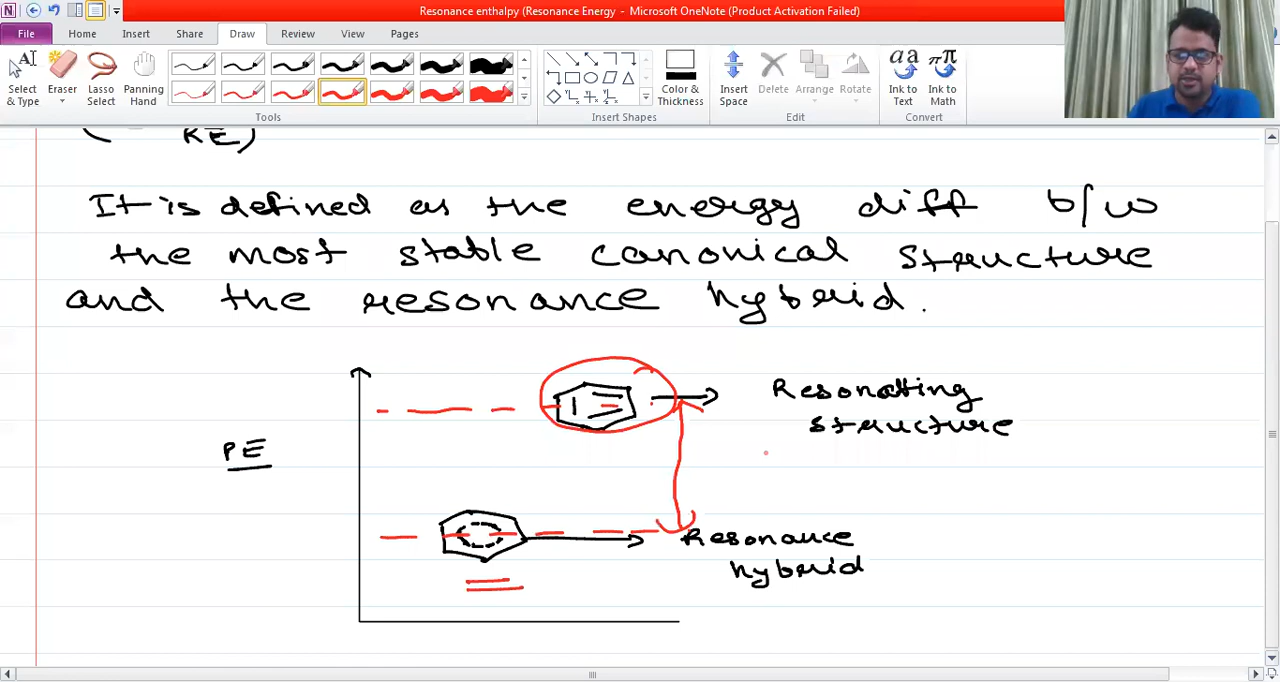 Resonance enthalpy (Resonance Energy - Microsoft OneNote (Product Activation Failed)
File Home Insert Share Draw Review View Pages
Select & Type
Eraser
Lasso Select
Panning Hand
Color & Thickness
Insert Space
Delete
Arrange
Rotate
Ink to Text
Ink to Math
Tools
Insert Shapes
Edit
Convert
( RE)
It is defined as the energy diff b/w
the most stable canonical structure
and the resonance hybrid.
Resonating
structure
PE
Resonance
hybrid